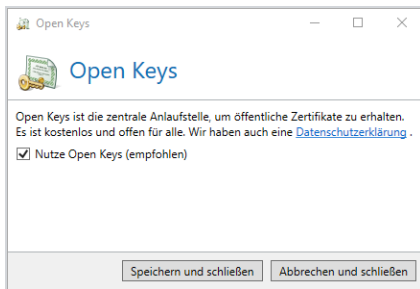 Open Keys
Open Keys
Open Keys ist die zentrale Anlaufstelle, um öffentliche Zertifikate zu erhalten.
Es ist kostenlos und offen für alle. Wir haben auch eine Datenschutzerklärung .
Nutze Open Keys (empfohlen)
Speichern und schließen Abbrechen und schließen